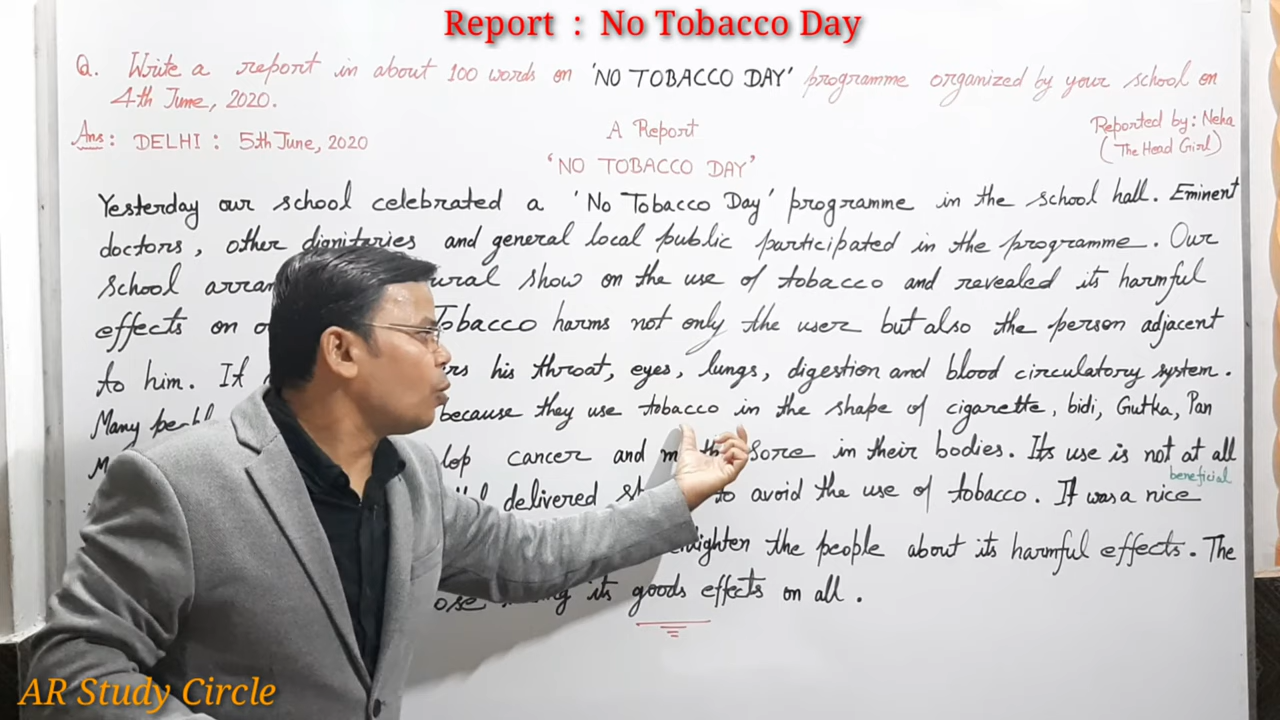 Report : No Tobacco Day
Q. Write a report in about 100 words on 'NO TOBACCO DAY' programme organized by your school on
4th June, 2020.
Ans: DELHI : 5th June, 2020
A Report
Reported by: Neha
(The Head Girl)
'NO TOBACCO DAY'
Yesterday our school celebrated a 'No Tobacco Day' programme in the school hall. Eminent
doctors, other dignitaries and general local public participated in the programme. Our
school show on the use of tobacco and revealed its harmful
effects on Tobacco harms not only the user but also the person adjacent
to him. It his throat, eyes, lungs, digestion and blood circulatory system.
Many because they use tobacco in the shape of cigarette, bidi, Gutka, Pan
cancer and sore in their bodies. Its use is not at all
beneficial
delivered to avoid the use of tobacco. It was a nice
enlighten the people about its harmful effects. The
its goods effects on all.
AR Study Circle